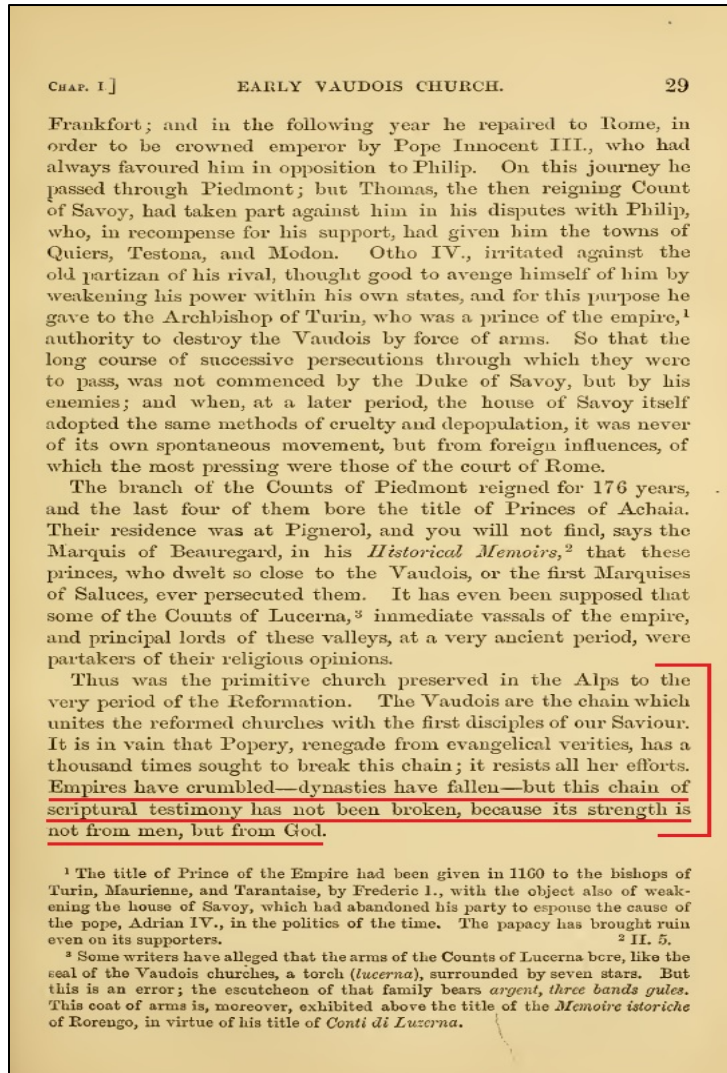 CHAP. I ] EARLY VAUDOIS CHURCH. 29
Frankfort; and in the following year he repaired to Rome, in
order to be crowned emperor by Pope Innocent III., who had
always favoured him in opposition to Philip. On this journey he
passed through Piedmont; but Thomas, the then reigning Count
of Savoy, had taken part against him in his disputes with Philip,
who, in recompense for his support, had given him the towns of
Quiers, Testona, and Modon. Otho IV., irritated against the
old partizan of his rival, thought good to avenge himself of him by
weakening his power within his own states, and for this purpose he
gave to the Archbishop of Turin, who was a prince of the empire,¹
authority to destroy the Vaudois by force of arms. So that the
long course of successive persecutions through which they were
to pass, was not commenced by the Duke of Savoy, but by his
enemies; and when, at a later period, the house of Savoy itself
adopted the same methods of cruelty and depopulation, it was never
of its own spontaneous movement, but from foreign influences, of
which the most pressing were those of the court of Rome.
The branch of the Counts of Piedmont reigned for 176 years,
and the last four of them bore the title of Princes of Achaia.
Their residence was at Pignerol, and you will not find, says the
Marquis of Beauregard, in his Historical Memoirs,² that these
princes, who dwelt so close to the Vaudois, or the first Marquises
of Saluces, ever persecuted them. It has even been supposed that
some of the Counts of Lucerna,³ immediate vassals of the empire,
and principal lords of these valleys, at a very ancient period, were
partakers of their religious opinions.
Thus was the primitive church preserved in the Alps to the
very period of the Reformation. The Vaudois are the chain which
unites the reformed churches with the first disciples of our Saviour.
It is in vain that Popery, renegade from evangelical verities, has a
thousand times sought to break this chain; it resists all her efforts.
Empires have crumbled—dynasties have fallen—but this chain of
scriptural testimony has not been broken, because its strength is
not from men, but from God.
¹ The title of Prince of the Empire had been given in 1160 to the bishops of
Turin, Maurienne, and Tarantaise, by Frederic I., with the object also of weak-
ening the house of Savoy, which had abandoned his party to espouse the cause of
the pope, Adrian IV., in the politics of the time. The papacy has brought ruin
even on its supporters. ² II. 5.
³ Some writers have alleged that the arms of the Counts of Lucerna bore, like the
seal of the Vaudois churches, a torch (lucerna), surrounded by seven stars. But
this is an error; the escutcheon of that family bears argent, three bands gules.
This coat of arms is, moreover, exhibited above the title of the Memoire istoriche
of Rorengo, in virtue of his title of Conti di Luzerna.